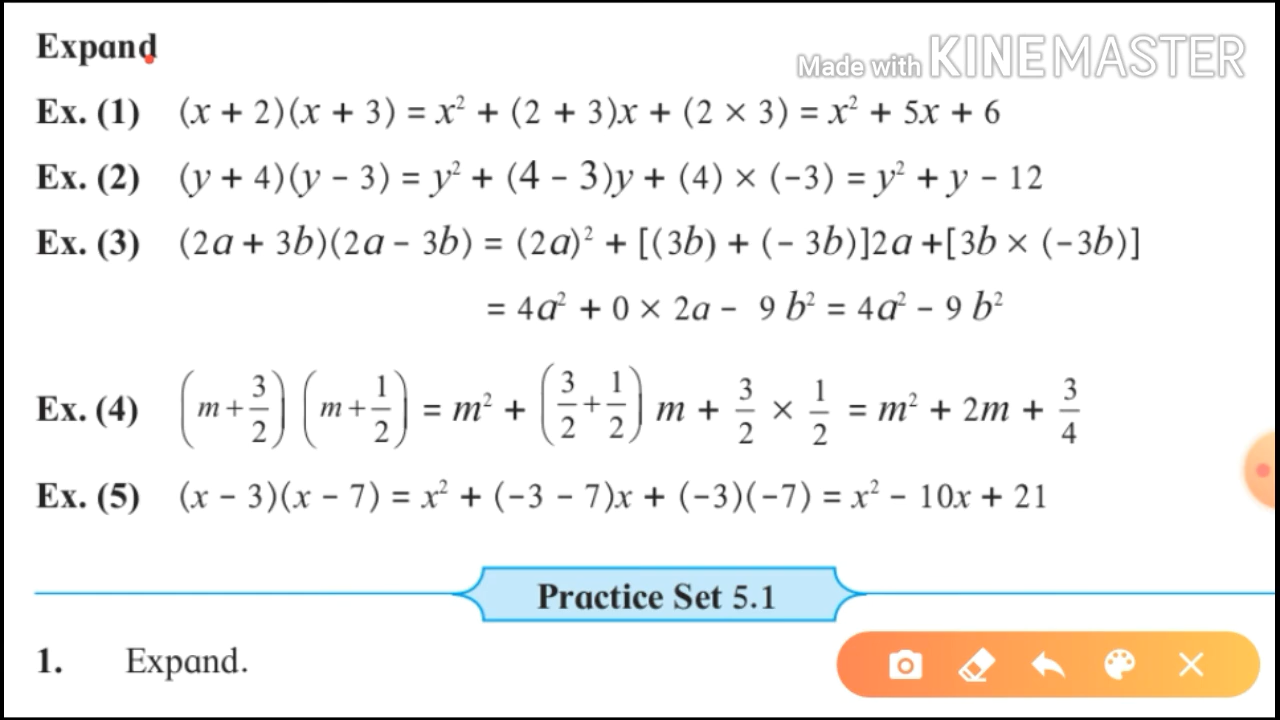 Expand
Made with KINEMASTER
Ex. (1) (x + 2)(x + 3) = x² + (2 + 3)x + (2 × 3) = x² + 5x + 6
Ex. (2) (y + 4)(y − 3) = y² + (4 − 3)y + (4) × (−3) = y² + y − 12
Ex. (3) (2a + 3b)(2a − 3b) = (2a)² + [(3b) + (− 3b)]2a +[3b × (−3b)]
= 4a² + 0 × 2a − 9 b² = 4a² − 9 b²
Ex. (4) (m + 3/2) (m + 1/2) = m² + (3/2 + 1/2) m + 3/2 × 1/2 = m² + 2m + 3/4
Ex. (5) (x − 3)(x − 7) = x² + (−3 − 7)x + (−3)(−7) = x² − 10x + 21
Practice Set 5.1
1. Expand.